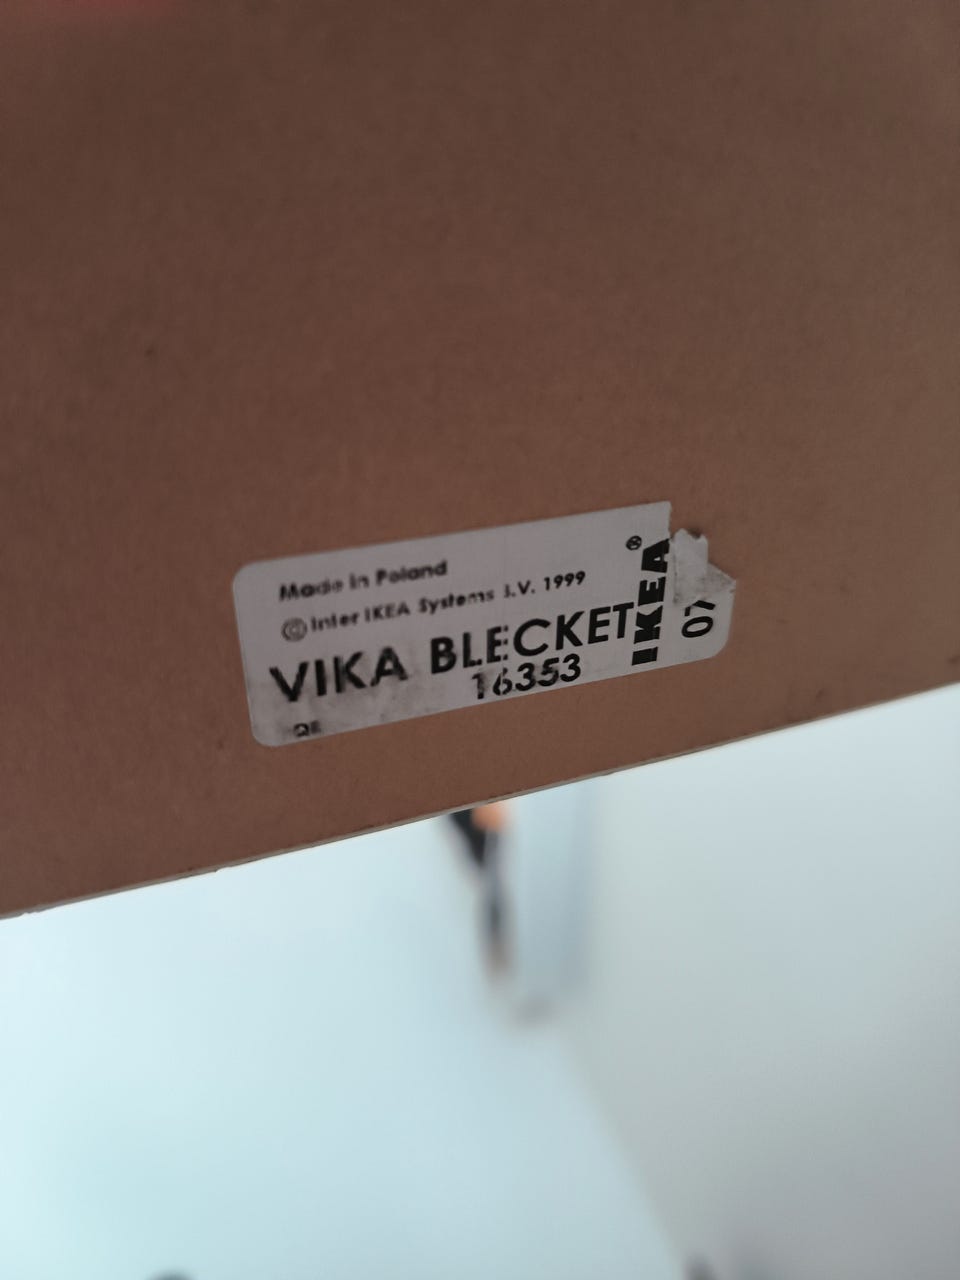 Made in Poland
© Inter IKEA Systems B.V. 1999
VIKA BLECKET
16353
IKEA®
07